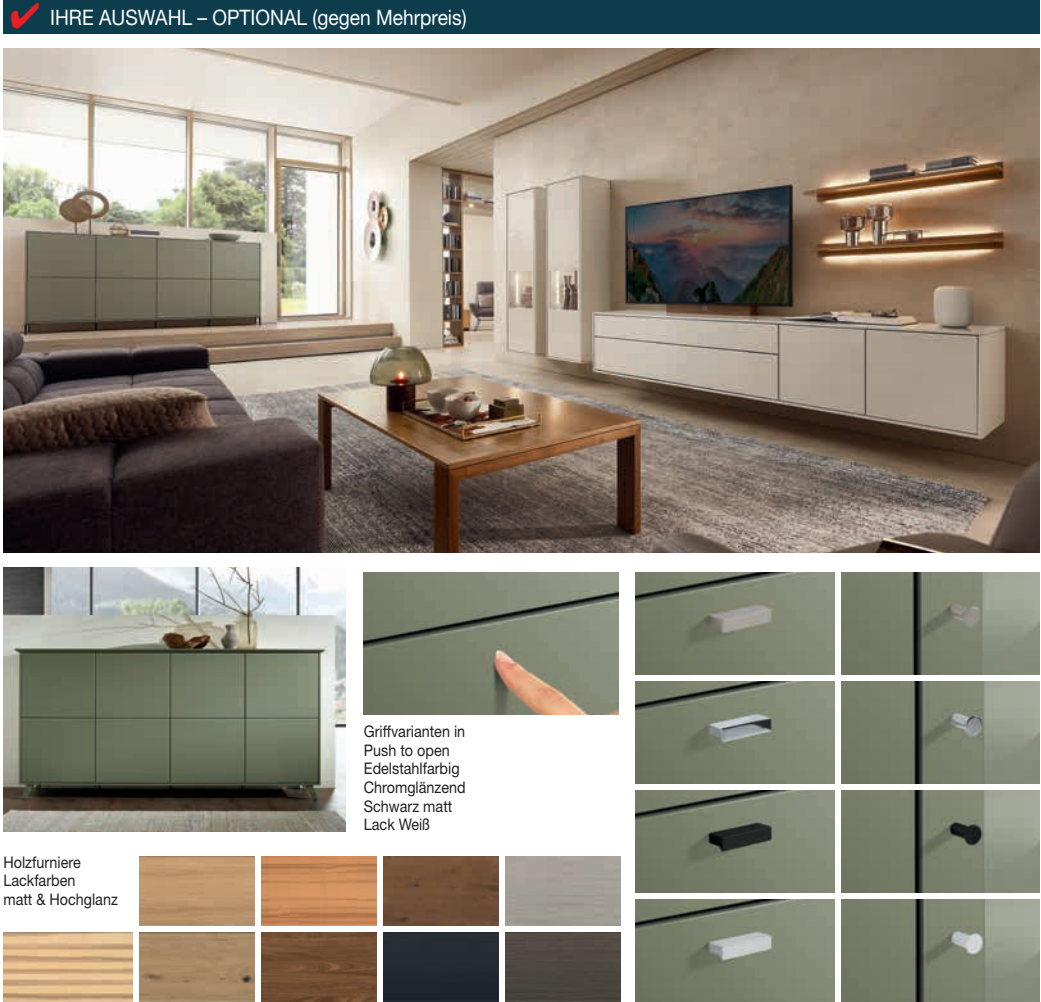 IHRE AUSWAHL – OPTIONAL (gegen Mehrpreis)
Griffvarianten in
Push to open
Edelstahlfarbig
Chromglänzend
Schwarz matt
Lack Weiß
Holzfurniere
Lackfarben
matt & Hochglanz